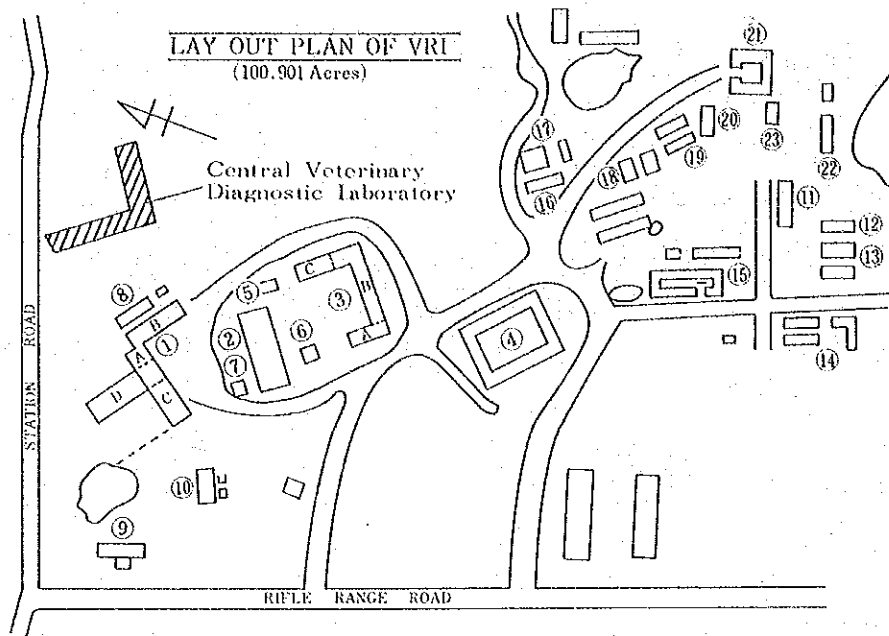 LAY OUT PLAN OF VRI
(100.901 Acres)
Central Veterinary
Diagnostic Laboratory
STATION ROAD
RIFLE RANGE ROAD
21
20
23
22
17
19
18
16
11
12
13
15
14
C
B
3
A
5
2
6
7
4
8
B
1
A
D
C
10
9